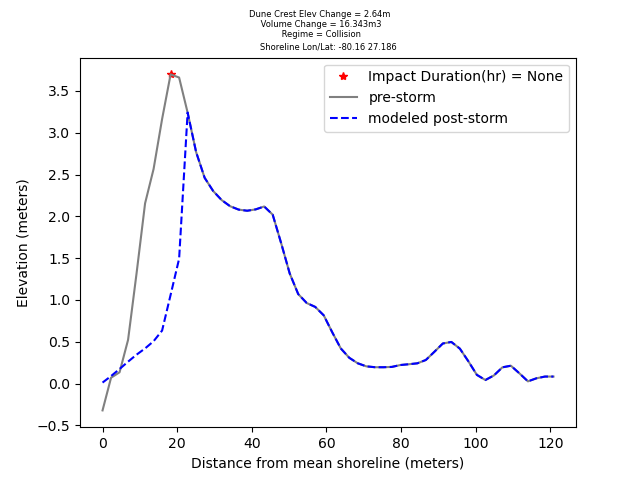 Dune Crest Elev Change = 2.64m
Volume Change = 16.343m3
Regime = Collision
Shoreline Lon/Lat: -80.16 27.186
Impact Duration(hr) = None
pre-storm
modeled post-storm
Elevation (meters)
3.5
3.0
2.5
2.0
1.5
1.0
0.5
0.0
−0.5
0 20 40 60 80 100 120
Distance from mean shoreline (meters)